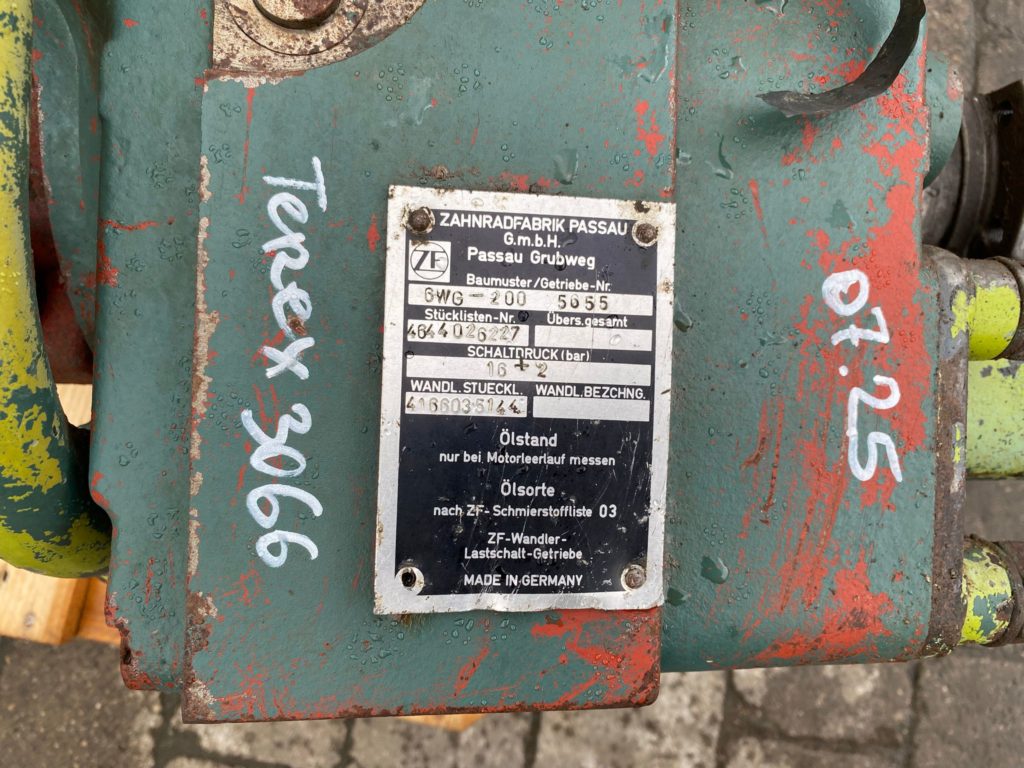 Terex 3066
ZAHNRADFABRIK PASSAU
G.m.b.H.
ZF
Passau Grubweg
Baumuster/Getriebe-Nr.
6WG-200 5655
Stücklisten-Nr. Übers.gesamt
4644026227
SCHALTDRUCK (bar)
16 + 2
WANDL.STUECKL. WANDL.BEZCHNG.
4166035144
Ölstand
nur bei Motorleerlauf messen
Ölsorte
nach ZF-Schmierstoffliste 03
ZF-Wandler-
Lastschalt-Getriebe
MADE IN GERMANY
07.25